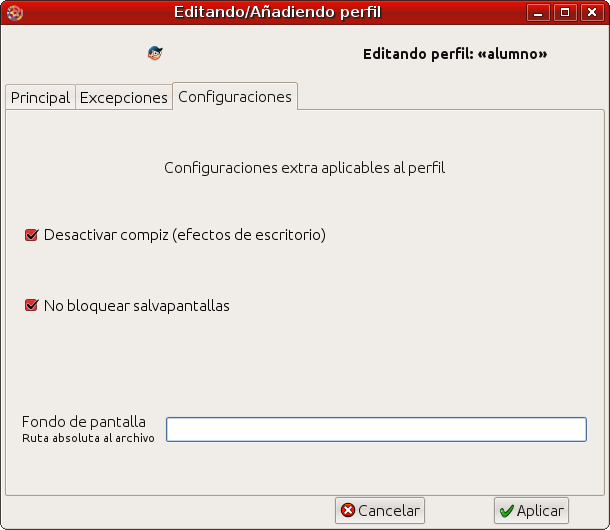 Editando/Añadiendo perfil
Editando perfil: «alumno»
Principal Excepciones Configuraciones
Configuraciones extra aplicables al perfil
Desactivar compiz (efectos de escritorio)
No bloquear salvapantallas
Fondo de pantalla
Ruta absoluta al archivo
Cancelar Aplicar